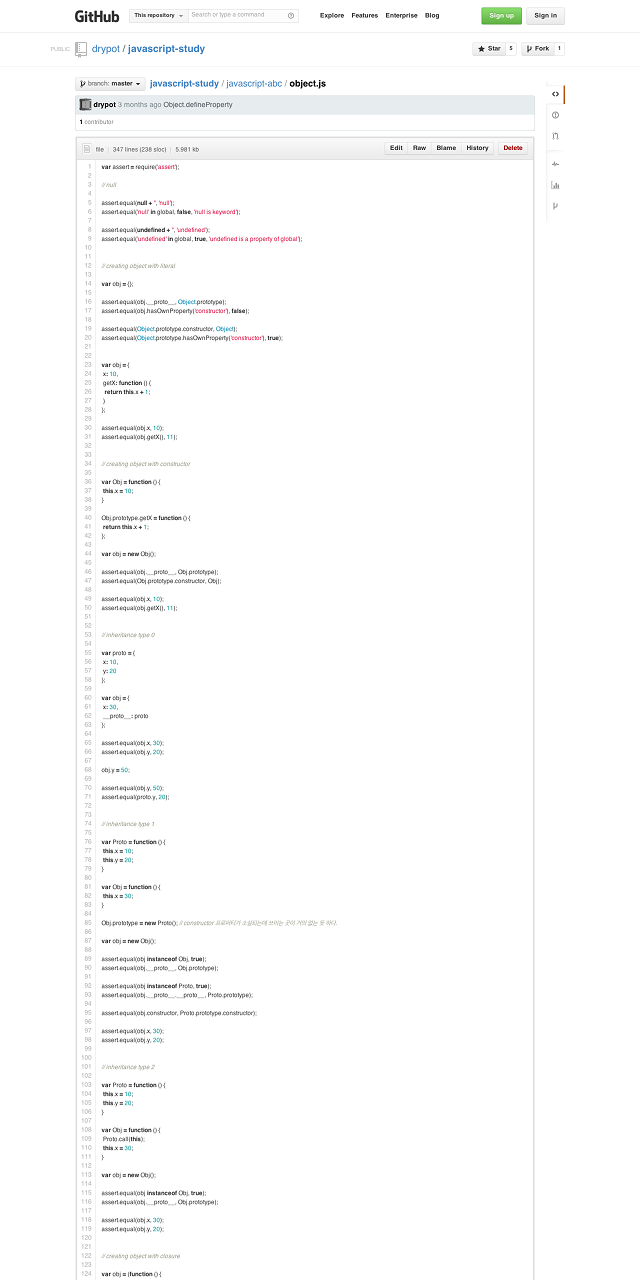 GitHub This repository Search or type a command Explore Features Enterprise Blog Sign up Sign in
PUBLIC drypot / javascript-study Star 5 Fork 1
branch: master javascript-study / javascript-abc / object.js
drypot 3 months ago Object.defineProperty
1 contributor
file 347 lines (238 sloc) 5.981 kb Edit Raw Blame History Delete
1 var assert = require('assert');
2
3 // null
4
5 assert.equal(null + '', 'null');
6 assert.equal('null' in global, false, 'null is keyword');
7
8 assert.equal(undefined + '', 'undefined');
9 assert.equal('undefined' in global, true, 'undefined is a property of global');
10
11
12 // creating object with literal
13
14 var obj = {};
15
16 assert.equal(obj.__proto__, Object.prototype);
17 assert.equal(obj.hasOwnProperty('constructor'), false);
18
19 assert.equal(Object.prototype.constructor, Object);
20 assert.equal(Object.prototype.hasOwnProperty('constructor'), true);
21
22
23 var obj = {
24 x: 10,
25 getX: function () {
26 return this.x + 1;
27 }
28 };
29
30 assert.equal(obj.x, 10);
31 assert.equal(obj.getX(), 11);
32
33
34 // creating object with constructor
35
36 var Obj = function () {
37 this.x = 10;
38 }
39
40 Obj.prototype.getX = function () {
41 return this.x + 1;
42 };
43
44 var obj = new Obj();
45
46 assert.equal(obj.__proto__, Obj.prototype);
47 assert.equal(Obj.prototype.constructor, Obj);
48
49 assert.equal(obj.x, 10);
50 assert.equal(obj.getX(), 11);
51
52
53 // inheritance type 0
54
55 var proto = {
56 x: 10,
57 y: 20
58 };
59
60 var obj = {
61 x: 30,
62 __proto__: proto
63 };
64
65 assert.equal(obj.x, 30);
66 assert.equal(obj.y, 20);
67
68 obj.y = 50;
69
70 assert.equal(obj.y, 50);
71 assert.equal(proto.y, 20);
72
73
74 // inheritance type 1
75
76 var Proto = function () {
77 this.x = 10;
78 this.y = 20;
79 }
80
81 var Obj = function () {
82 this.x = 30;
83 }
84
85 Obj.prototype = new Proto(); // constructor 프로퍼티가 소실되는데 쓰이는 곳이 거의 없는 듯 하다.
86
87 var obj = new Obj();
88
89 assert.equal(obj instanceof Obj, true);
90 assert.equal(obj.__proto__, Obj.prototype);
91
92 assert.equal(obj instanceof Proto, true);
93 assert.equal(obj.__proto__.__proto__, Proto.prototype);
94
95 assert.equal(obj.constructor, Proto.prototype.constructor);
96
97 assert.equal(obj.x, 30);
98 assert.equal(obj.y, 20);
99
100
101 // inheritance type 2
102
103 var Proto = function () {
104 this.x = 10;
105 this.y = 20;
106 }
107
108 var Obj = function () {
109 Proto.call(this);
110 this.x = 30;
111 }
112
113 var obj = new Obj();
114
115 assert.equal(obj instanceof Obj, true);
116 assert.equal(obj.__proto__, Obj.prototype);
117
118 assert.equal(obj.x, 30);
119 assert.equal(obj.y, 20);
120
121
122 // creating object with closure
123
124 var obj = (function () {